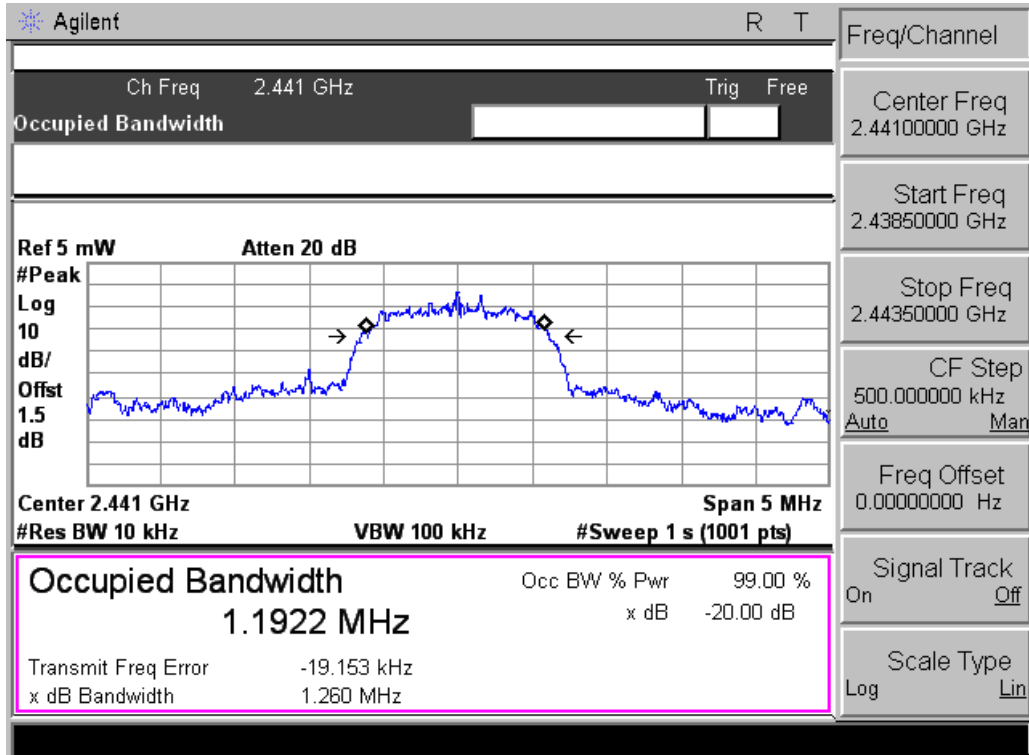 Agilent R T
Ch Freq 2.441 GHz Trig Free
Occupied Bandwidth
Ref 5 mW Atten 20 dB
#Peak
Log
10
dB/
Offst
1.5
dB
Center 2.441 GHz Span 5 MHz
#Res BW 10 kHz VBW 100 kHz #Sweep 1 s (1001 pts)
Occupied Bandwidth
1.1922 MHz
Occ BW % Pwr 99.00 %
x dB -20.00 dB
Transmit Freq Error -19.153 kHz
x dB Bandwidth 1.260 MHz
Freq/Channel
Center Freq
2.44100000 GHz
Start Freq
2.43850000 GHz
Stop Freq
2.44350000 GHz
CF Step
500.000000 kHz
Auto Man
Freq Offset
0.00000000 Hz
Signal Track
On Off
Scale Type
Log Lin